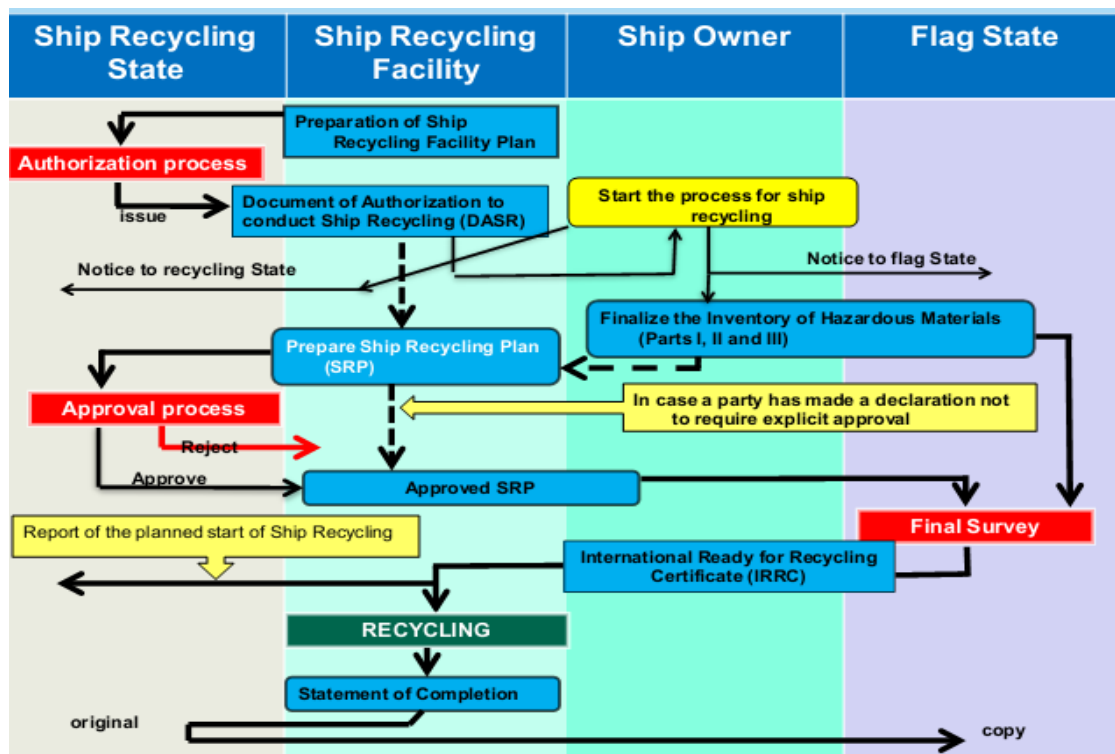 Ship Recycling
State
Ship Recycling
Facility
Ship Owner
Flag State
Preparation of Ship
Recycling Facility Plan
Authorization process
issue
Document of Authorization to
conduct Ship Recycling (DASR)
Start the process for ship
recycling
Notice to recycling State
Notice to flag State
Finalize the Inventory of Hazardous Materials
(Parts I, II and III)
Prepare Ship Recycling Plan
(SRP)
Approval process
In case a party has made a declaration not
to require explicit approval
Reject
Approve
Approved SRP
Report of the planned start of Ship Recycling
Final Survey
International Ready for Recycling
Certificate (IRRC)
RECYCLING
Statement of Completion
original
copy